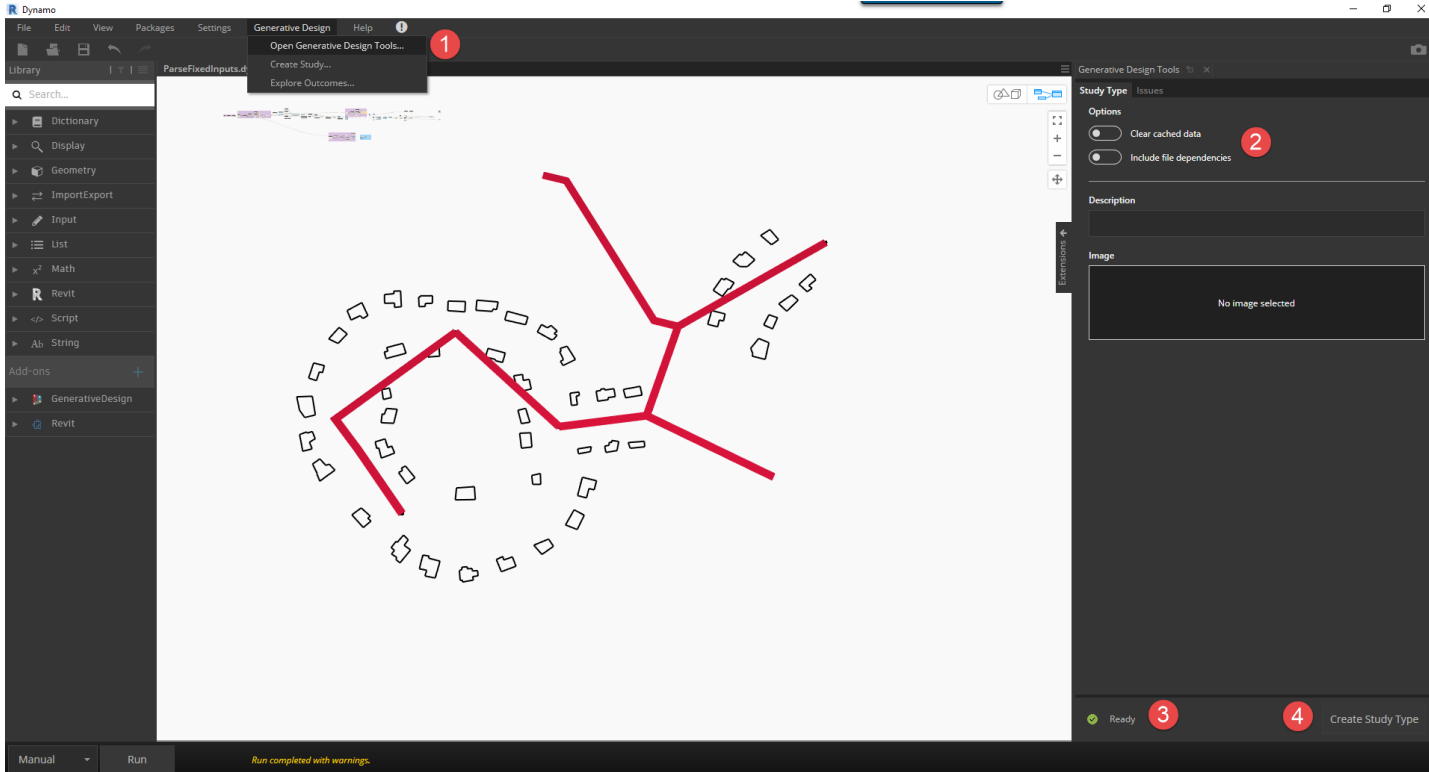 R Dynamo
File Edit View Packages Settings Generative Design Help
Open Generative Design Tools...
1
Create Study...
Explore Outcomes...
Library
ParseFixedInputs.d
Search...
Dictionary
Display
Geometry
ImportExport
Input
List
x² Math
R Revit
</> Script
Ab String
Add-ons
GenerativeDesign
Revit
Extensions
Generative Design Tools
Study Type Issues
Options
Clear cached data
2
Include file dependencies
Description
Image
No image selected
Ready 3
4 Create Study Type
Manual Run Run completed with warnings.